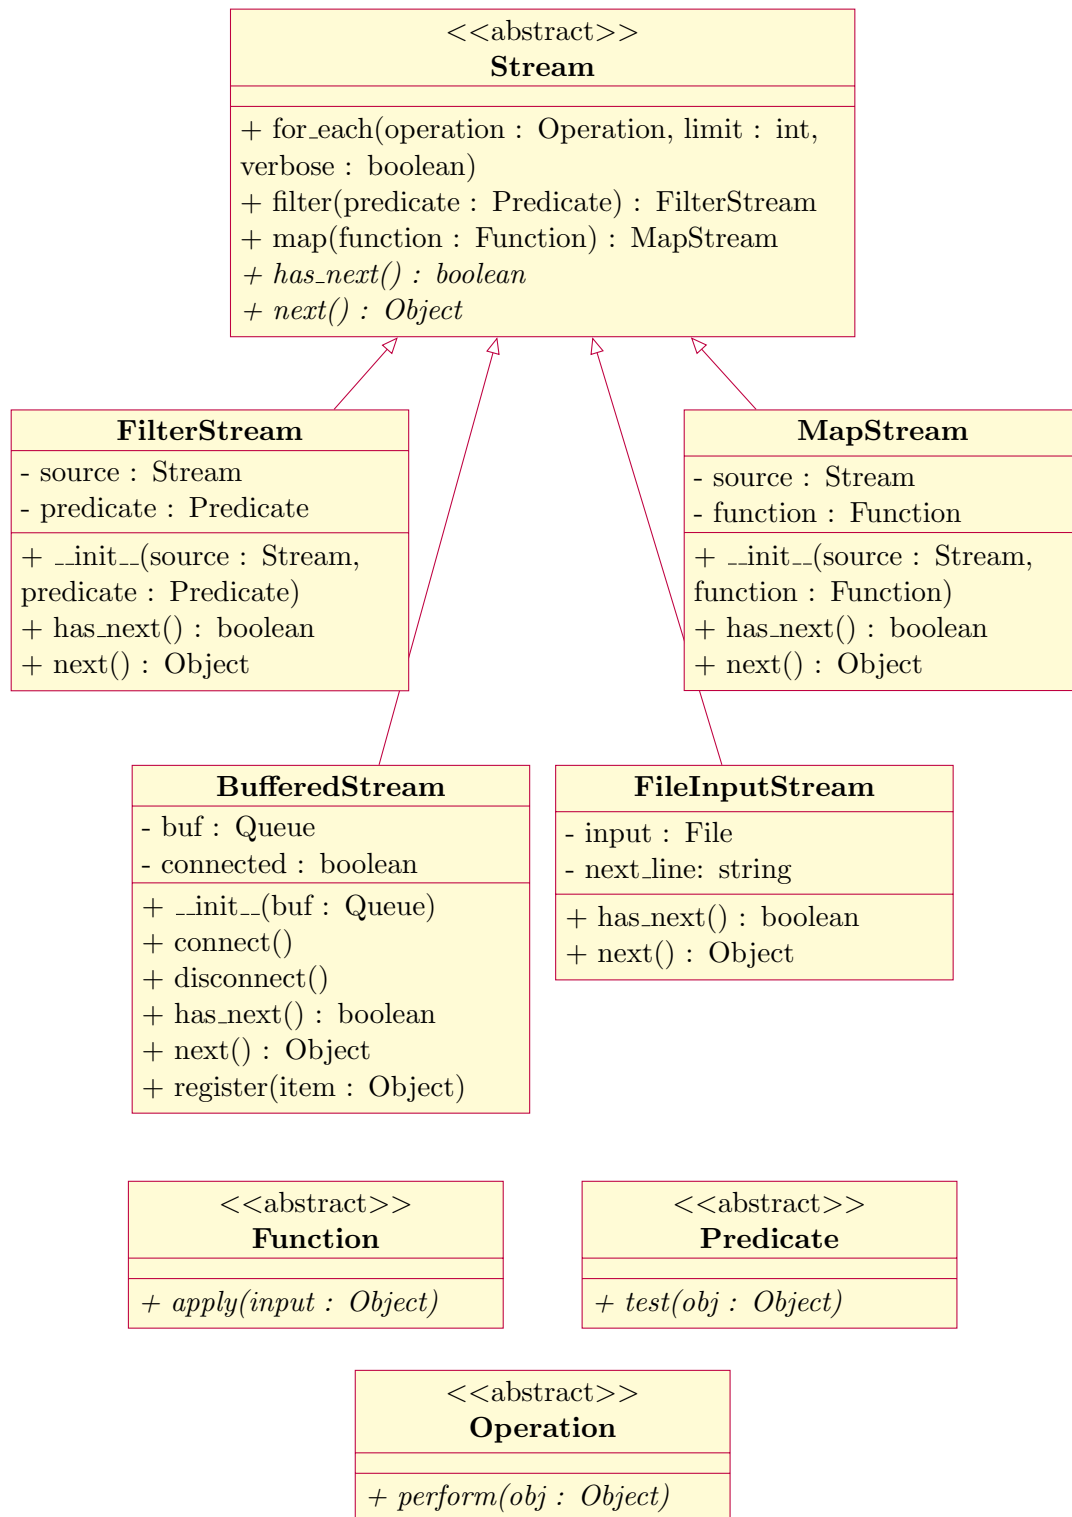 <<abstract>>
Stream
+ for_each(operation : Operation, limit : int,
verbose : boolean)
+ filter(predicate : Predicate) : FilterStream
+ map(function : Function) : MapStream
+ has_next() : boolean
+ next() : Object
FilterStream
- source : Stream
- predicate : Predicate
+ __init__(source : Stream,
predicate : Predicate)
+ has_next() : boolean
+ next() : Object
MapStream
- source : Stream
- function : Function
+ __init__(source : Stream,
function : Function)
+ has_next() : boolean
+ next() : Object
BufferedStream
- buf : Queue
- connected : boolean
+ __init__(buf : Queue)
+ connect()
+ disconnect()
+ has_next() : boolean
+ next() : Object
+ register(item : Object)
FileInputStream
- input : File
- next_line: string
+ has_next() : boolean
+ next() : Object
<<abstract>>
Function
+ apply(input : Object)
<<abstract>>
Predicate
+ test(obj : Object)
<<abstract>>
Operation
+ perform(obj : Object)